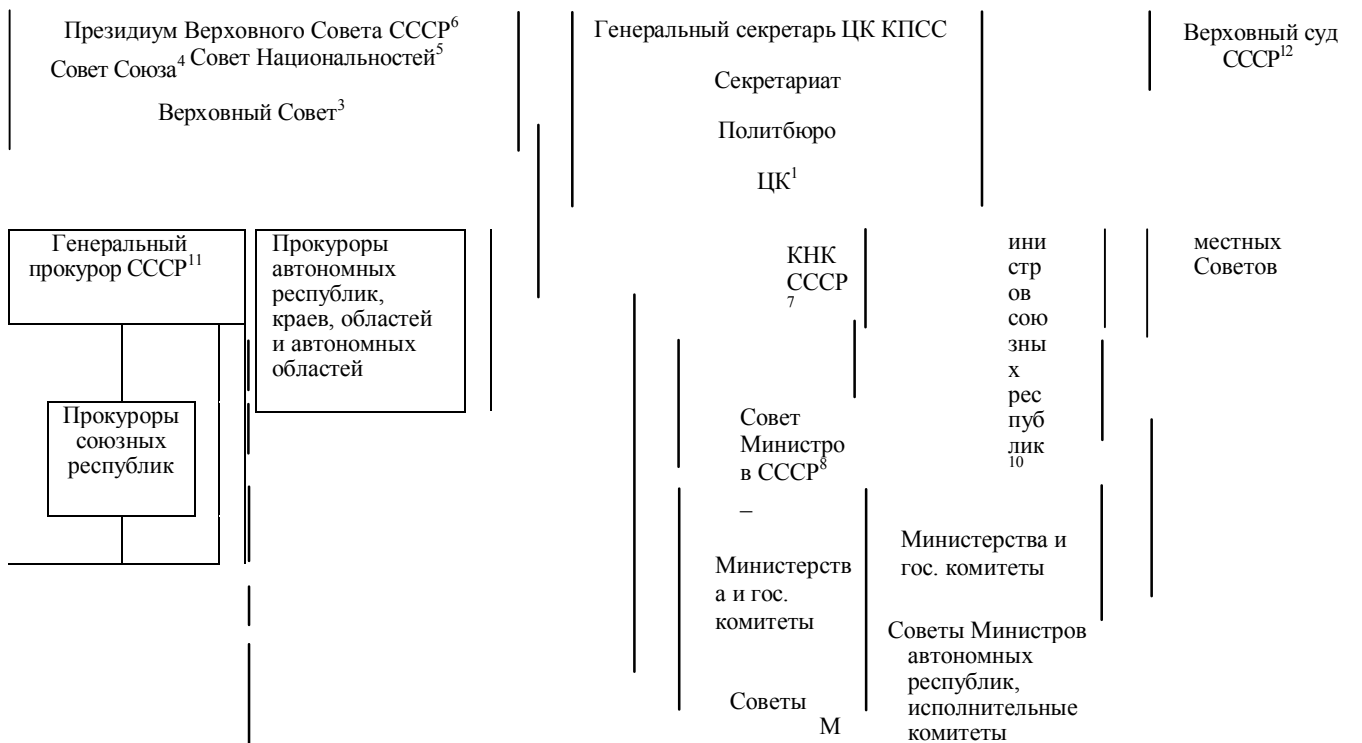 Президиум Верховного Совета СССР⁶
Совет Союза⁴ Совет Национальностей⁵
Верховный Совет³
Генеральный секретарь ЦК КПСС
Секретариат
Политбюро
ЦК¹
Верховный суд
СССР¹²
Генеральный
прокурор СССР¹¹
Прокуроры
союзных
республик
Прокуроры
автономных
республик,
краев, областей
и автономных
областей
КНК
СССР
⁷
Совет
Министро
в СССР⁸
–
Министерств
а и гос.
комитеты
Советы
М
ини
стр
ов
сою
зны
х
рес
пуб
лик
¹⁰
Министерства и
гос. комитеты
Советы Министров
автономных
республик,
исполнительные
комитеты
местных
Советов